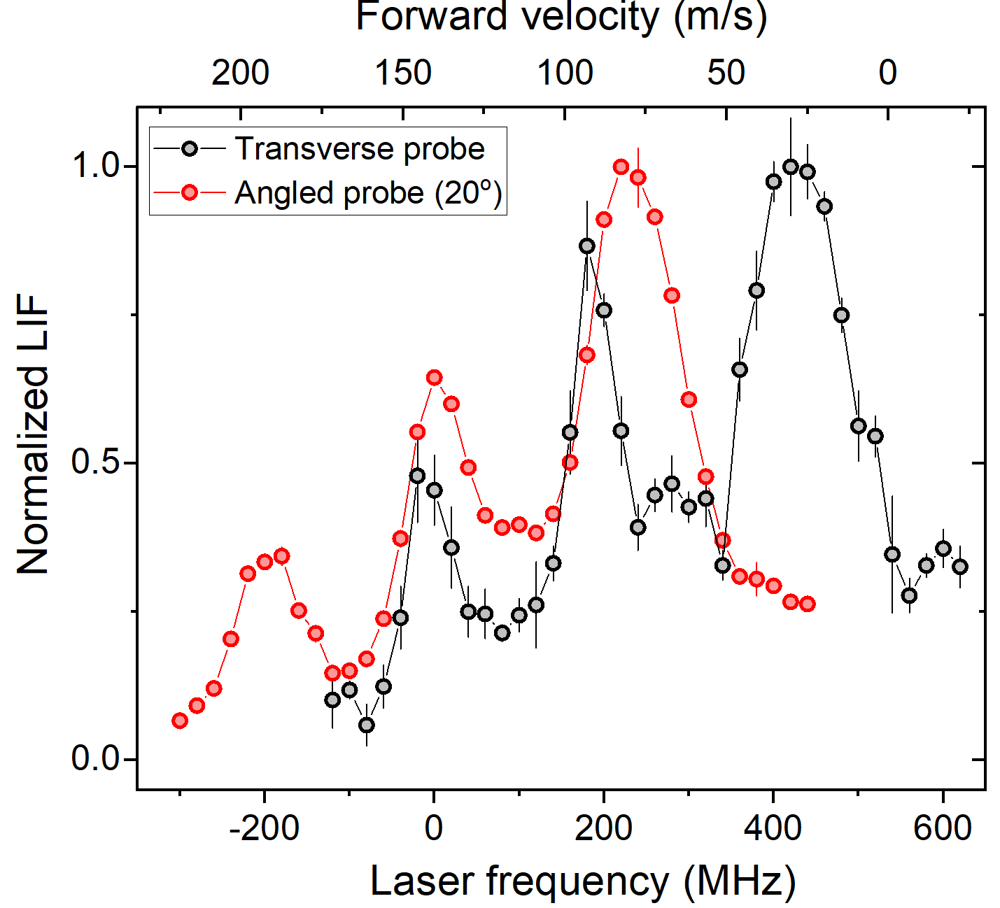 Forward velocity (m/s)
200 150 100 50 0
Transverse probe
Angled probe (20º)
1.0
0.5
0.0
Normalized LIF
-200 0 200 400 600
Laser frequency (MHz)